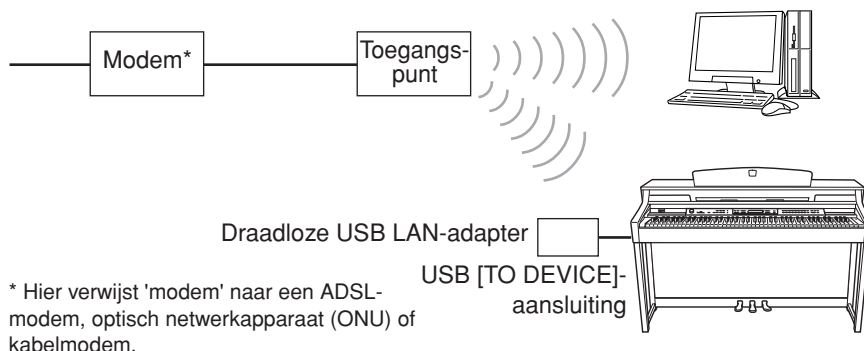 Modem*
Toegangs-
punt
Draadloze USB LAN-adapter
USB [TO DEVICE]-
aansluiting
* Hier verwijst 'modem' naar een ADSL-
modem, optisch netwerkapparaat (ONU) of
kabelmodem.